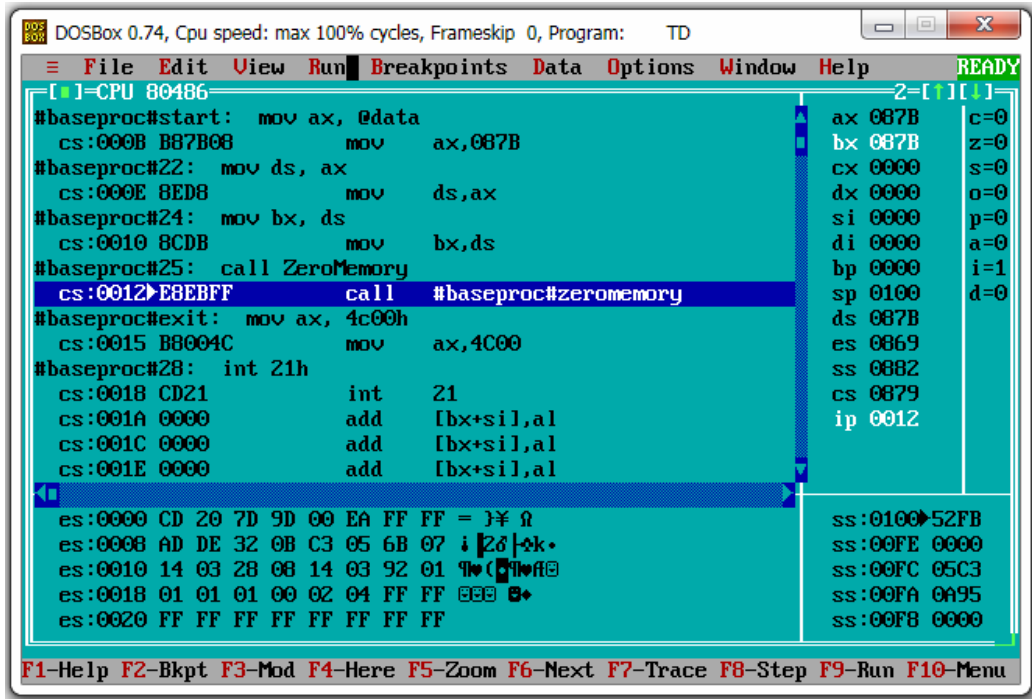 DOSBox 0.74, Cpu speed: max 100% cycles, Frameskip 0, Program: TD
≡ File Edit View Run Breakpoints Data Options Window Help READY
[■]=CPU 80486 2=[↑][↓]
#baseproc#start: mov ax, @data ax 087B c=0
cs:000B B87B08 mov ax,087B bx 087B z=0
#baseproc#22: mov ds, ax cx 0000 s=0
cs:000E 8ED8 mov ds,ax dx 0000 o=0
#baseproc#24: mov bx, ds si 0000 p=0
cs:0010 8CDB mov bx,ds di 0000 a=0
#baseproc#25: call ZeroMemory bp 0000 i=1
cs:0012►E8EBFF call #baseproc#zeromemory sp 0100 d=0
#baseproc#exit: mov ax, 4c00h ds 087B
cs:0015 B8004C mov ax,4C00 es 0869
#baseproc#28: int 21h ss 0882
cs:0018 CD21 int 21 cs 0879
cs:001A 0000 add [bx+si],al ip 0012
cs:001C 0000 add [bx+si],al
cs:001E 0000 add [bx+si],al
es:0000 CD 20 7D 9D 00 EA FF FF = }¥ Ω ss:0100►52FB
es:0008 AD DE 32 0B C3 05 6B 07 ¡▐2♂├♣k• ss:00FE 0000
es:0010 14 03 28 08 14 03 92 01 ¶♥(◘¶♥Æ☺ ss:00FC 05C3
es:0018 01 01 01 00 02 04 FF FF ☺☺☺ ☻♦ ss:00FA 0A95
es:0020 FF FF FF FF FF FF FF FF ss:00F8 0000
F1-Help F2-Bkpt F3-Mod F4-Here F5-Zoom F6-Next F7-Trace F8-Step F9-Run F10-Menu